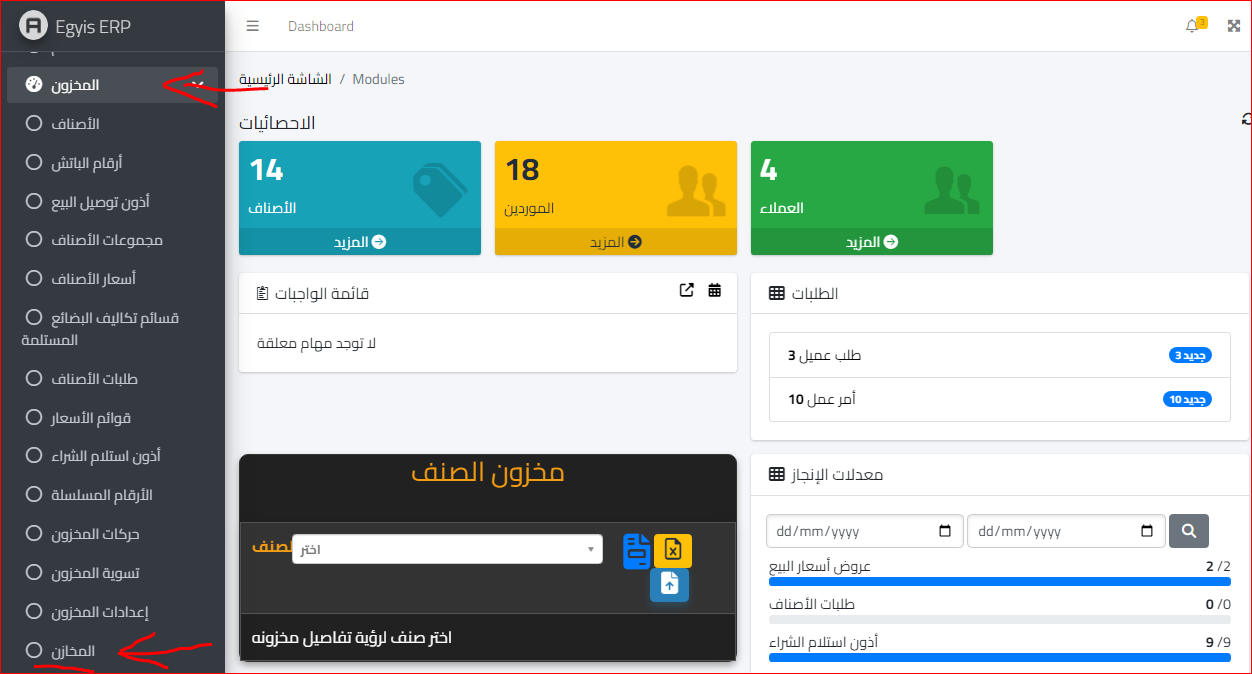 Egyis ERP
Dashboard
3
المخزون
الأصناف
أرقام الباتش
أذون توصيل البيع
مجموعات الأصناف
أسعار الأصناف
قسائم تكاليف البضائع
المستلمة
طلبات الأصناف
قوائم الأسعار
أذون استلام الشراء
الأرقام المسلسلة
حركات المخزون
تسوية المخزون
إعدادات المخزون
المخازن
الشاشة الرئيسية / Modules
الاحصائيات
14
الأصناف
المزيد
18
الموردين
المزيد
4
العملاء
المزيد
قائمة الواجبات
لا توجد مهام معلقة
الطلبات
طلب عميل 3
جديد 3
أمر عمل 10
جديد 10
مخزون الصنف
الصنف
اختر
اختر صنف لرؤية تفاصيل مخزونه
معدلات الإنجاز
dd/mm/yyyy
dd/mm/yyyy
عروض أسعار البيع
2 /2
طلبات الأصناف
0 /0
أذون استلام الشراء
9 /9